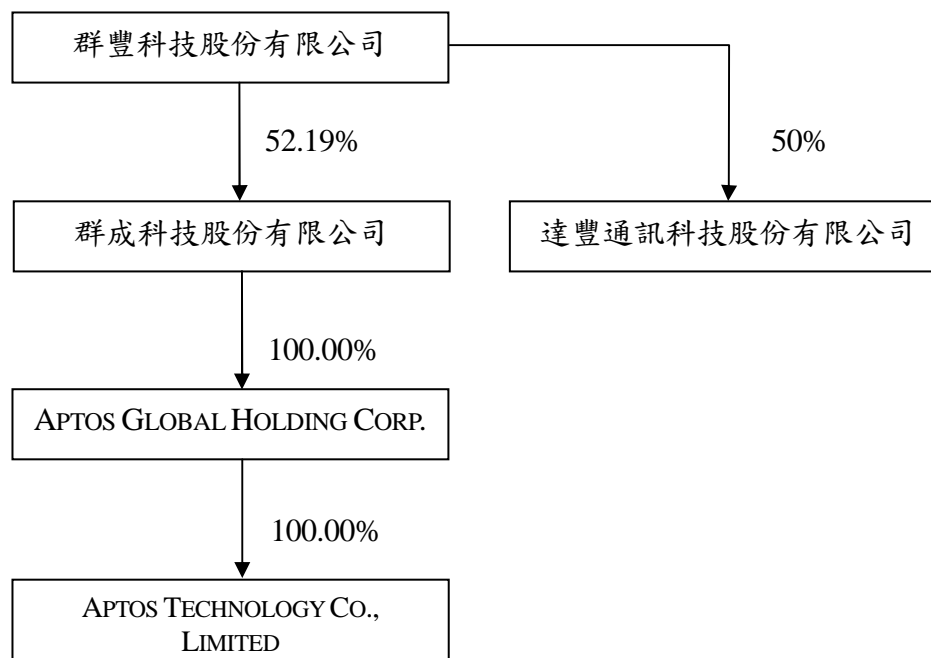 群豐科技股份有限公司
52.19%
50%
群成科技股份有限公司
達豐通訊科技股份有限公司
100.00%
APTOS GLOBAL HOLDING CORP.
100.00%
APTOS TECHNOLOGY CO.,
LIMITED